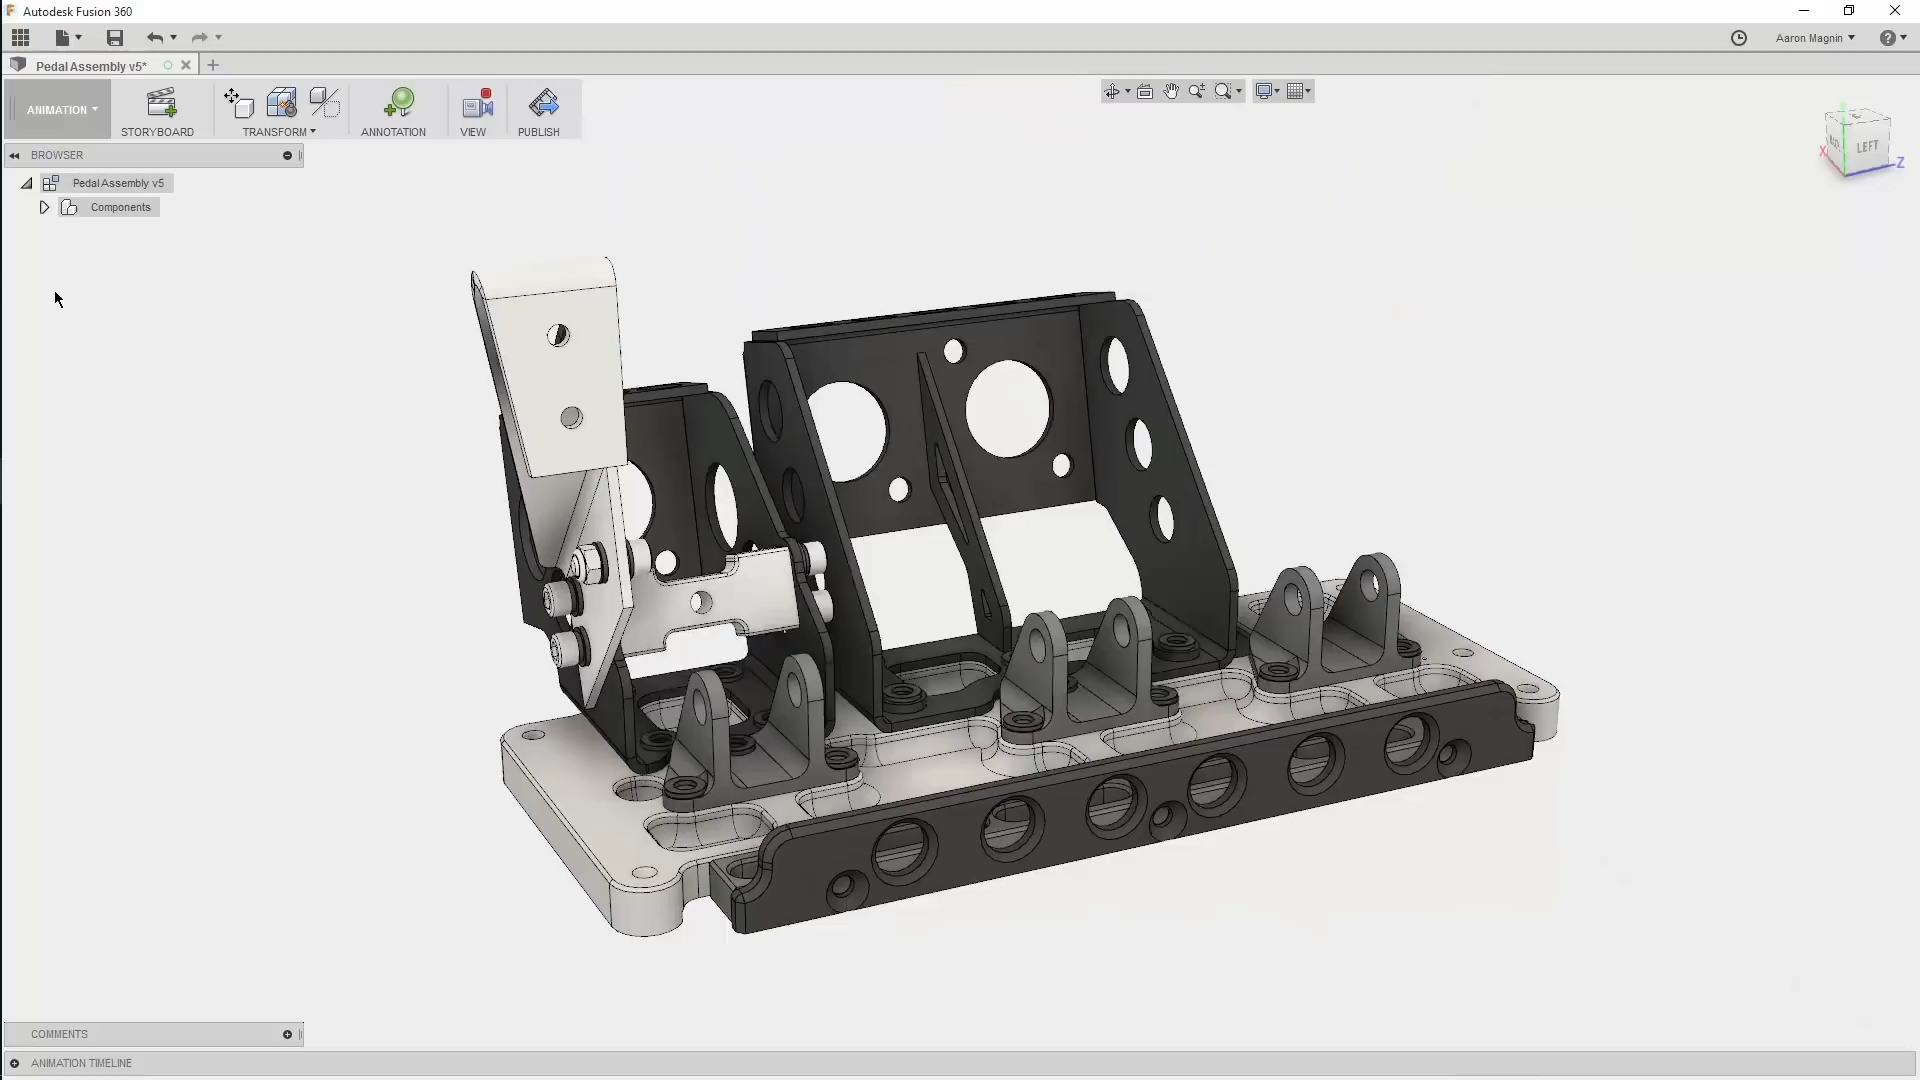 Autodesk Fusion 360
Aaron Magnin
Pedal Assembly v5*
ANIMATION
STORYBOARD
TRANSFORM
ANNOTATION
VIEW
PUBLISH
LEFT
X
Z
BROWSER
Pedal Assembly v5
Components
COMMENTS
ANIMATION TIMELINE